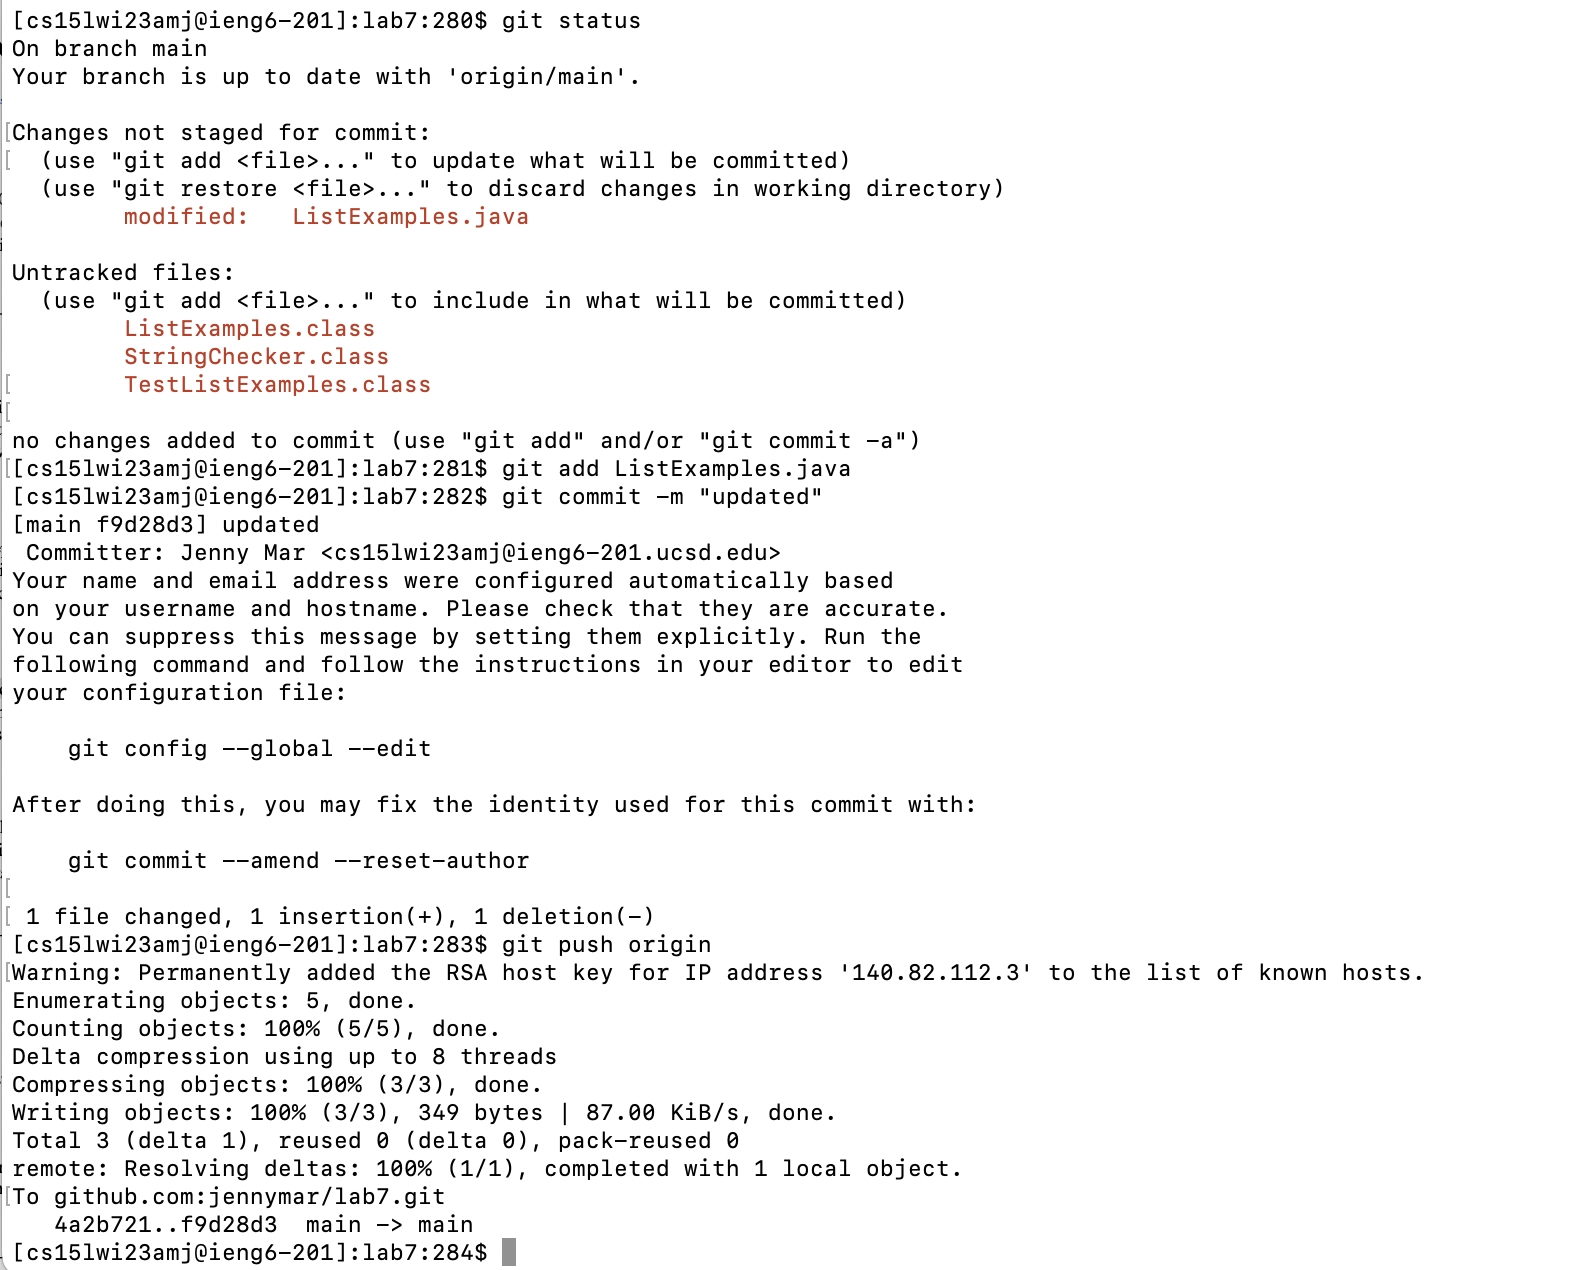 [cs15lwi23amj@ieng6-201]:lab7:280$ git status
On branch main
Your branch is up to date with 'origin/main'.
[Changes not staged for commit:
[  (use "git add <file>..." to update what will be committed)
  (use "git restore <file>..." to discard changes in working directory)
        modified:   ListExamples.java
Untracked files:
  (use "git add <file>..." to include in what will be committed)
        ListExamples.class
        StringChecker.class
[        TestListExamples.class
[
no changes added to commit (use "git add" and/or "git commit -a")
[[cs15lwi23amj@ieng6-201]:lab7:281$ git add ListExamples.java
[cs15lwi23amj@ieng6-201]:lab7:282$ git commit -m "updated"
[main f9d28d3] updated
 Committer: Jenny Mar <cs15lwi23amj@ieng6-201.ucsd.edu>
Your name and email address were configured automatically based
on your username and hostname. Please check that they are accurate.
You can suppress this message by setting them explicitly. Run the
following command and follow the instructions in your editor to edit
your configuration file:
    git config --global --edit
After doing this, you may fix the identity used for this commit with:
    git commit --amend --reset-author
[
[ 1 file changed, 1 insertion(+), 1 deletion(-)
[cs15lwi23amj@ieng6-201]:lab7:283$ git push origin
[Warning: Permanently added the RSA host key for IP address '140.82.112.3' to the list of known hosts.
Enumerating objects: 5, done.
Counting objects: 100% (5/5), done.
Delta compression using up to 8 threads
Compressing objects: 100% (3/3), done.
Writing objects: 100% (3/3), 349 bytes | 87.00 KiB/s, done.
Total 3 (delta 1), reused 0 (delta 0), pack-reused 0
remote: Resolving deltas: 100% (1/1), completed with 1 local object.
[To github.com:jennymar/lab7.git
   4a2b721..f9d28d3  main -> main
[cs15lwi23amj@ieng6-201]:lab7:284$